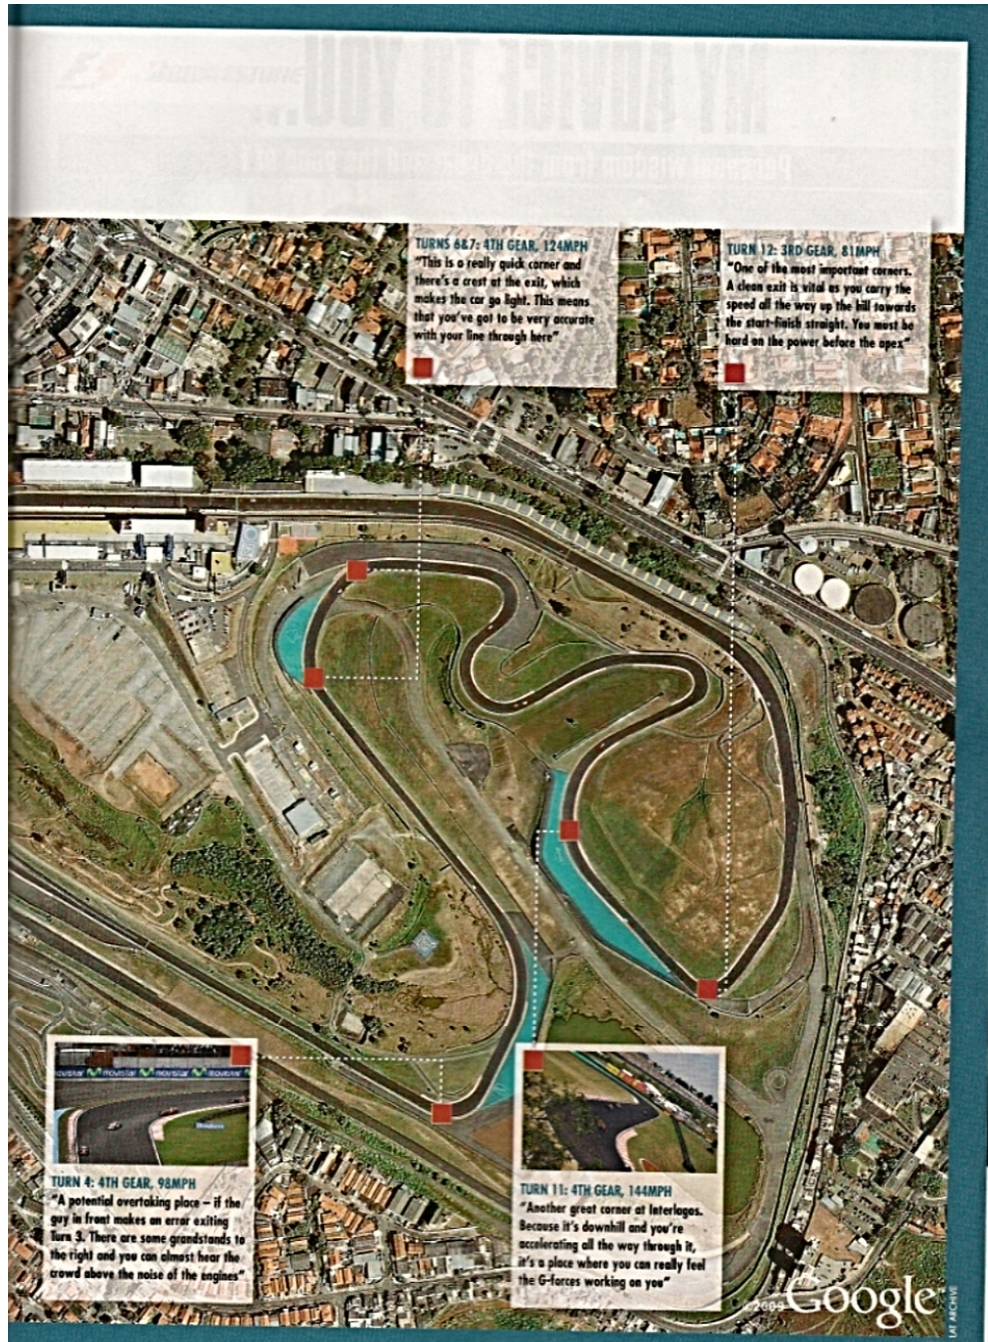 TURNS 6&7: 4TH GEAR, 124MPH
"This is a really quick corner and
there's a crest at the exit, which
makes the car go light. This means
that you've got to be very accurate
with your line through here"
TURN 12: 3RD GEAR, 81MPH
"One of the most important corners.
A clean exit is vital as you carry the
speed all the way up the hill towards
the start-finish straight. You must be
hard on the power before the apex"
movistar movistar movistar
TURN 4: 4TH GEAR, 98MPH
"A potential overtaking place – if the
guy in front makes an error exiting
Turn 3. There are some grandstands to
the right and you can almost hear the
crowd above the noise of the engines"
TURN 11: 4TH GEAR, 144MPH
"Another great corner at Interlagos.
Because it's downhill and you're
accelerating all the way through it,
it's a place where you can really feel
the G-forces working on you"
©2009 Google
AT ARCHIVE